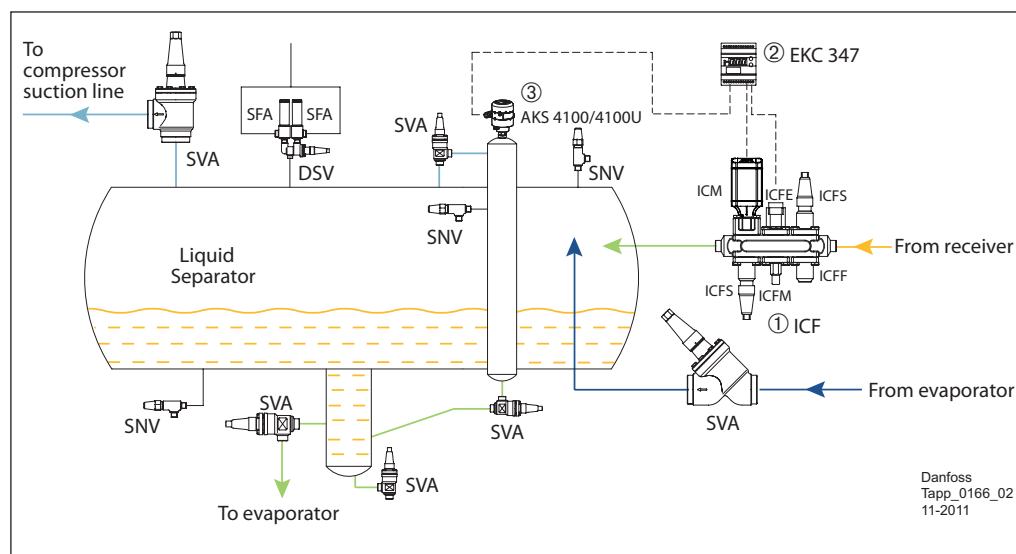 To
compressor
suction line
SVA
SFA
SFA
DSV
SVA
③
AKS 4100/4100U
SNV
SNV
② EKC 347
ICM
ICFE
ICFS
From receiver
ICFS
ICFM
ICFF
① ICF
Liquid
Separator
From evaporator
SVA
SNV
SVA
SVA
SVA
To evaporator
Danfoss
Tapp_0166_02
11-2011